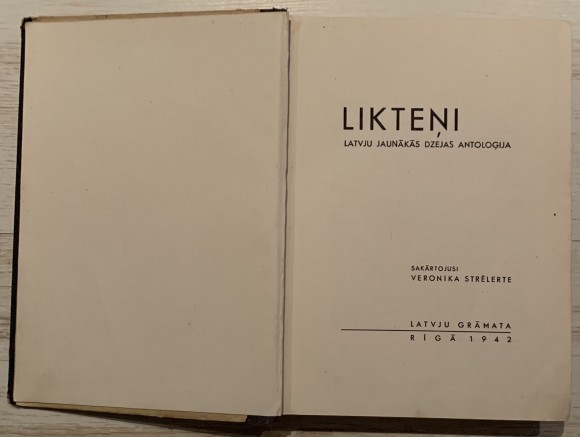 LIKTEŅI
LATVJU JAUNĀKĀS DZEJAS ANTOLOĢIJA
SAKĀRTOJUSI
VERONIKA STRĒLERTE
LATVJU GRĀMATA
RĪGĀ 1942